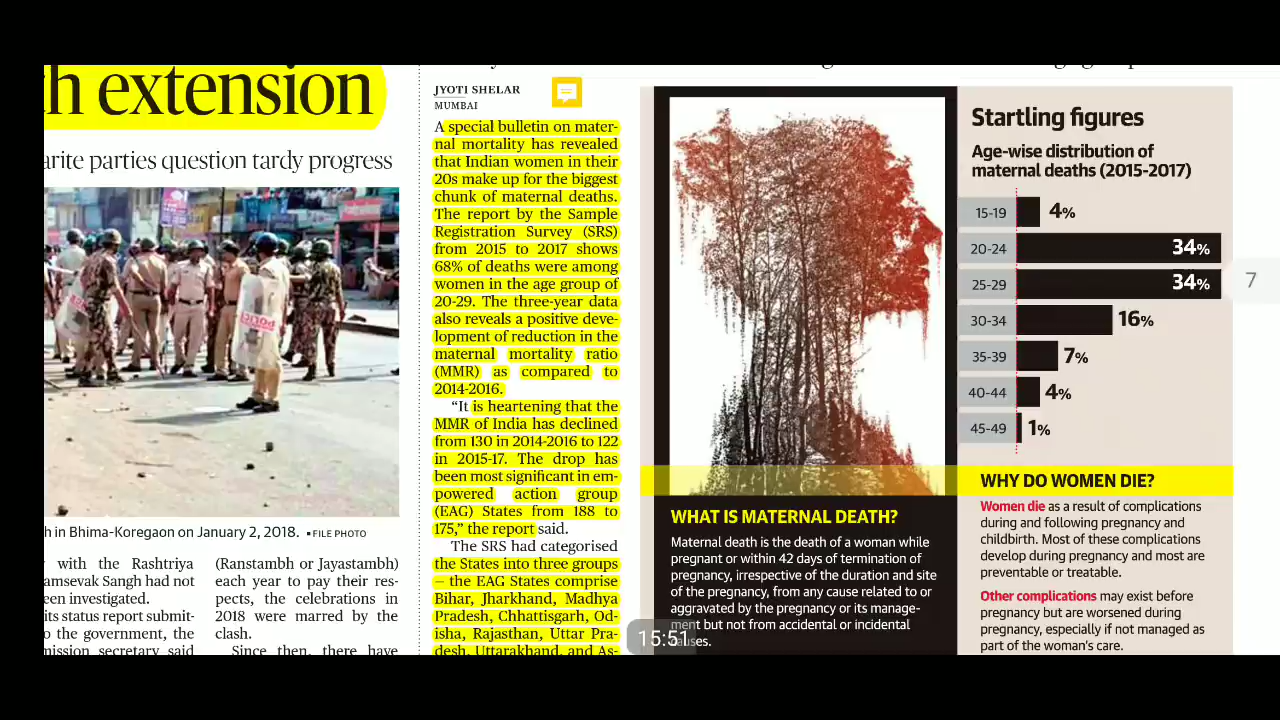 h extension
arite parties question tardy progress
h in Bhima-Koregaon on January 2, 2018. ▪ FILE PHOTO
with the Rashtriya
amsevak Sangh had not
een investigated.
its status report submit-
o the government, the
mission secretary said
(Ranstambh or Jayastambh)
each year to pay their res-
pects, the celebrations in
2018 were marred by the
clash.
Since then, there have
JYOTI SHELAR
MUMBAI
A special bulletin on mater-
nal mortality has revealed
that Indian women in their
20s make up for the biggest
chunk of maternal deaths.
The report by the Sample
Registration Survey (SRS)
from 2015 to 2017 shows
68% of deaths were among
women in the age group of
20-29. The three-year data
also reveals a positive deve-
lopment of reduction in the
maternal mortality ratio
(MMR) as compared to
2014-2016.
“It is heartening that the
MMR of India has declined
from 130 in 2014-2016 to 122
in 2015-17. The drop has
been most significant in em-
powered action group
(EAG) States from 188 to
175,” the report said.
The SRS had categorised
the States into three groups
– the EAG States comprise
Bihar, Jharkhand, Madhya
Pradesh, Chhattisgarh, Od-
isha, Rajasthan, Uttar Pra-
desh, Uttarakhand, and As-
WHAT IS MATERNAL DEATH?
Maternal death is the death of a woman while
pregnant or within 42 days of termination of
pregnancy, irrespective of the duration and site
of the pregnancy, from any cause related to or
aggravated by the pregnancy or its manage-
ment but not from accidental or incidental
causes.
15:51
Startling figures
Age-wise distribution of
maternal deaths (2015-2017)
15-19 4%
20-24 34%
25-29 34%
30-34 16%
35-39 7%
40-44 4%
45-49 1%
7
WHY DO WOMEN DIE?
Women die as a result of complications
during and following pregnancy and
childbirth. Most of these complications
develop during pregnancy and most are
preventable or treatable.
Other complications may exist before
pregnancy but are worsened during
pregnancy, especially if not managed as
part of the woman's care.